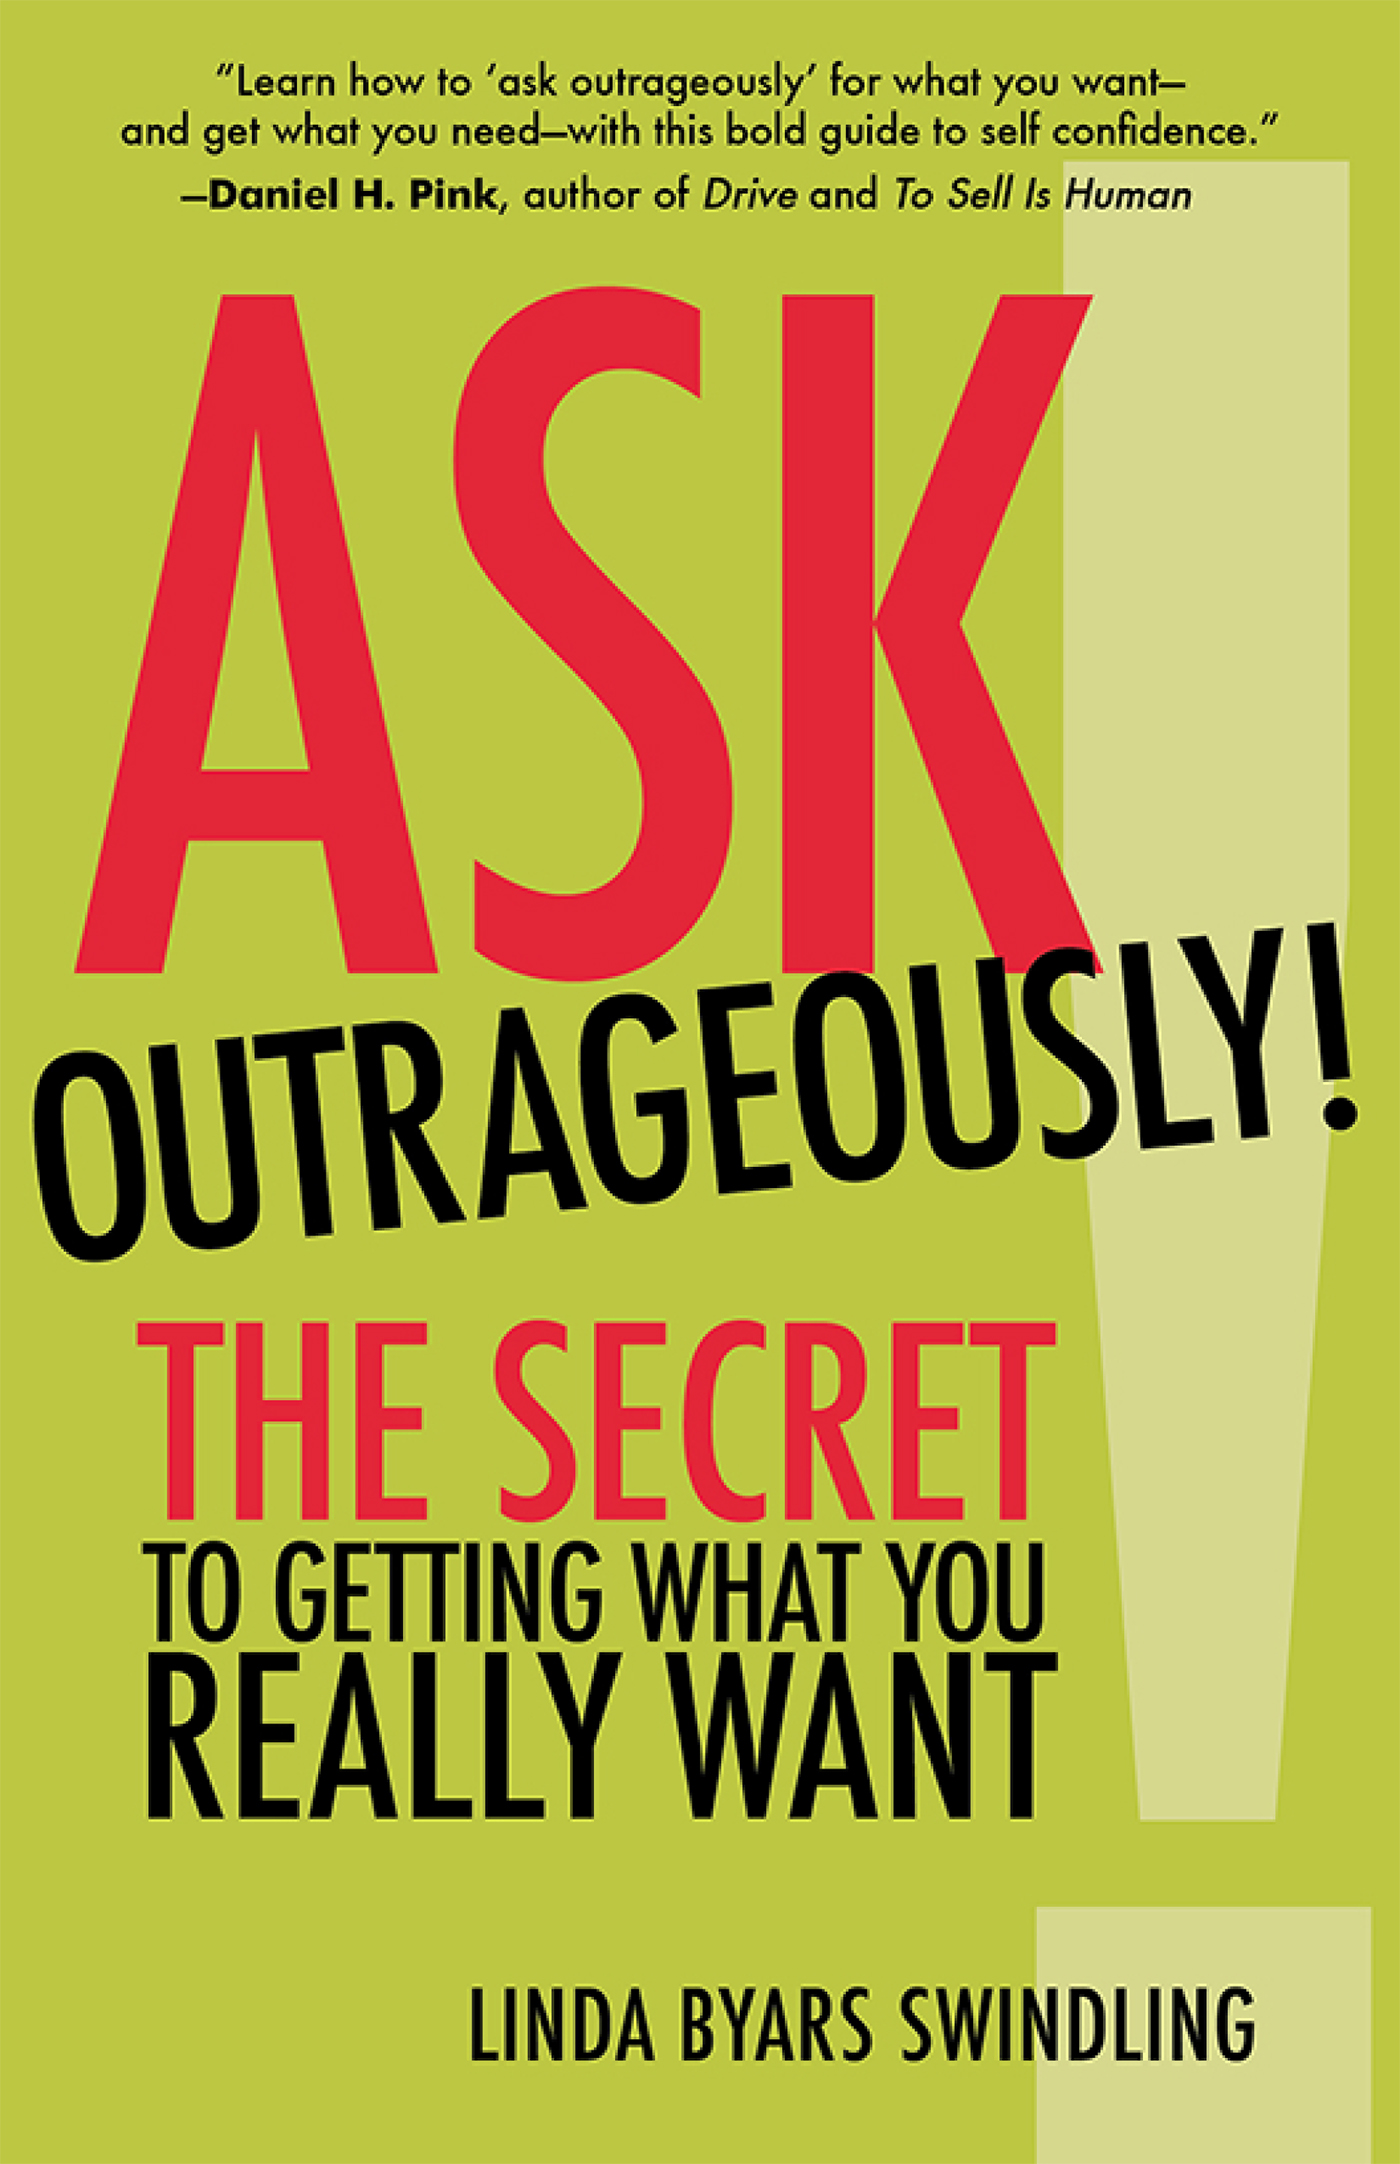 “Learn how to ‘ask outrageously’ for what you want—
and get what you need—with this bold guide to self confidence.”
—Daniel H. Pink, author of Drive and To Sell Is Human
ASK
OUTRAGEOUSLY!
THE SECRET
TO GETTING WHAT YOU
REALLY WANT
LINDA BYARS SWINDLING